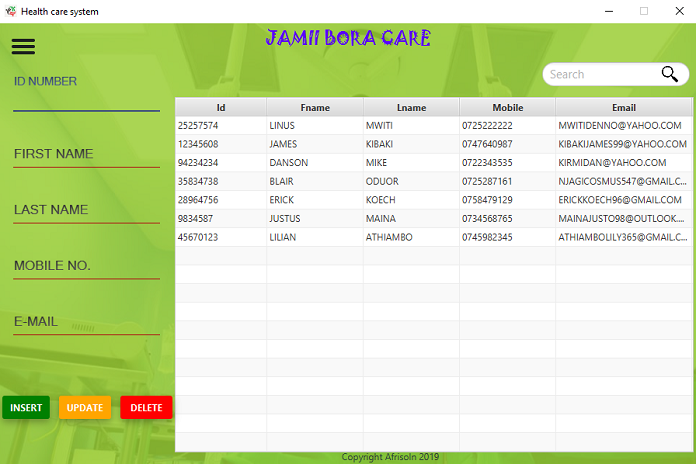 Health care system
JAMII BORA CARE
ID NUMBER
FIRST NAME
LAST NAME
MOBILE NO.
E-MAIL
INSERT UPDATE DELETE
Search
Id Fname Lname Mobile Email
25257574 LINUS MWITI 0725222222 MWITIDENNO@YAHOO.COM
12345608 JAMES KIBAKI 0747640987 KIBAKIJAMES99@YAHOO.COM
94234234 DANSON MIKE 0722343535 KIRMIDAN@YAHOO.COM
35834738 BLAIR ODUOR 0725287161 NJAGICOSMUS547@GMAIL.C...
28964756 ERICK KOECH 0758479129 ERICKKOECH96@GMAIL.COM
9834587 JUSTUS MAINA 0734568765 MAINAJUSTO98@OUTLOOK....
45670123 LILIAN ATHIAMBO 0745982345 ATHIAMBOLILY365@GMAIL.C...
Copyright Afrisoln 2019